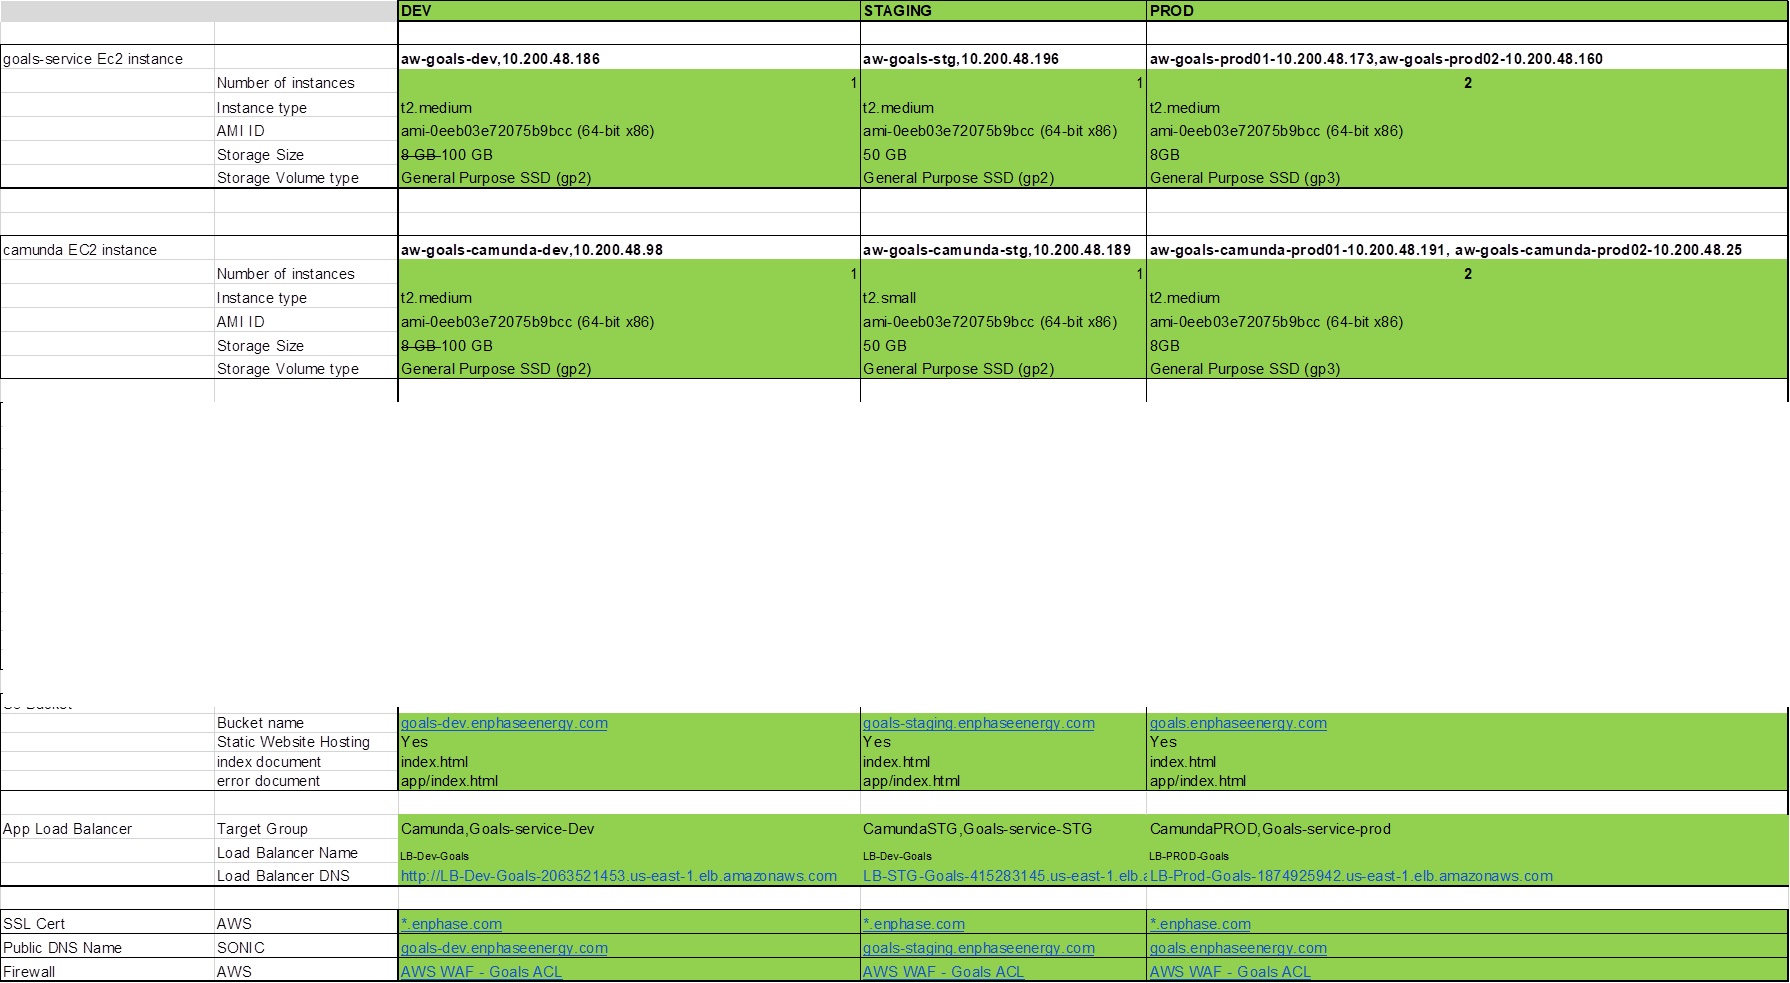 DEV STAGING PROD
goals-service Ec2 instance aw-goals-dev,10.200.48.186 aw-goals-stg,10.200.48.196 aw-goals-prod01-10.200.48.173,aw-goals-prod02-10.200.48.160
Number of instances 1 1 2
Instance type t2.medium t2.medium t2.medium
AMI ID ami-0eeb03e72075b9bcc (64-bit x86) ami-0eeb03e72075b9bcc (64-bit x86) ami-0eeb03e72075b9bcc (64-bit x86)
Storage Size 8 GB 100 GB 50 GB 8GB
Storage Volume type General Purpose SSD (gp2) General Purpose SSD (gp2) General Purpose SSD (gp3)
camunda EC2 instance aw-goals-camunda-dev,10.200.48.98 aw-goals-camunda-stg,10.200.48.189 aw-goals-camunda-prod01-10.200.48.191, aw-goals-camunda-prod02-10.200.48.25
Number of instances 1 1 2
Instance type t2.medium t2.small t2.medium
AMI ID ami-0eeb03e72075b9bcc (64-bit x86) ami-0eeb03e72075b9bcc (64-bit x86) ami-0eeb03e72075b9bcc (64-bit x86)
Storage Size 8 GB 100 GB 50 GB 8GB
Storage Volume type General Purpose SSD (gp2) General Purpose SSD (gp2) General Purpose SSD (gp3)
Bucket name goals-dev.enphaseenergy.com goals-staging.enphaseenergy.com goals.enphaseenergy.com
Static Website Hosting Yes Yes Yes
index document index.html index.html index.html
error document app/index.html app/index.html app/index.html
App Load Balancer Target Group Camunda,Goals-service-Dev CamundaSTG,Goals-service-STG CamundaPROD,Goals-service-prod
Load Balancer Name LB-Dev-Goals LB-Dev-Goals LB-PROD-Goals
Load Balancer DNS http://LB-Dev-Goals-2063521453.us-east-1.elb.amazonaws.com LB-STG-Goals-415283145.us-east-1.elb.a LB-Prod-Goals-1874925942.us-east-1.elb.amazonaws.com
SSL Cert AWS *.enphase.com *.enphase.com *.enphase.com
Public DNS Name SONIC goals-dev.enphaseenergy.com goals-staging.enphaseenergy.com goals.enphaseenergy.com
Firewall AWS AWS WAF - Goals ACL AWS WAF - Goals ACL AWS WAF - Goals ACL